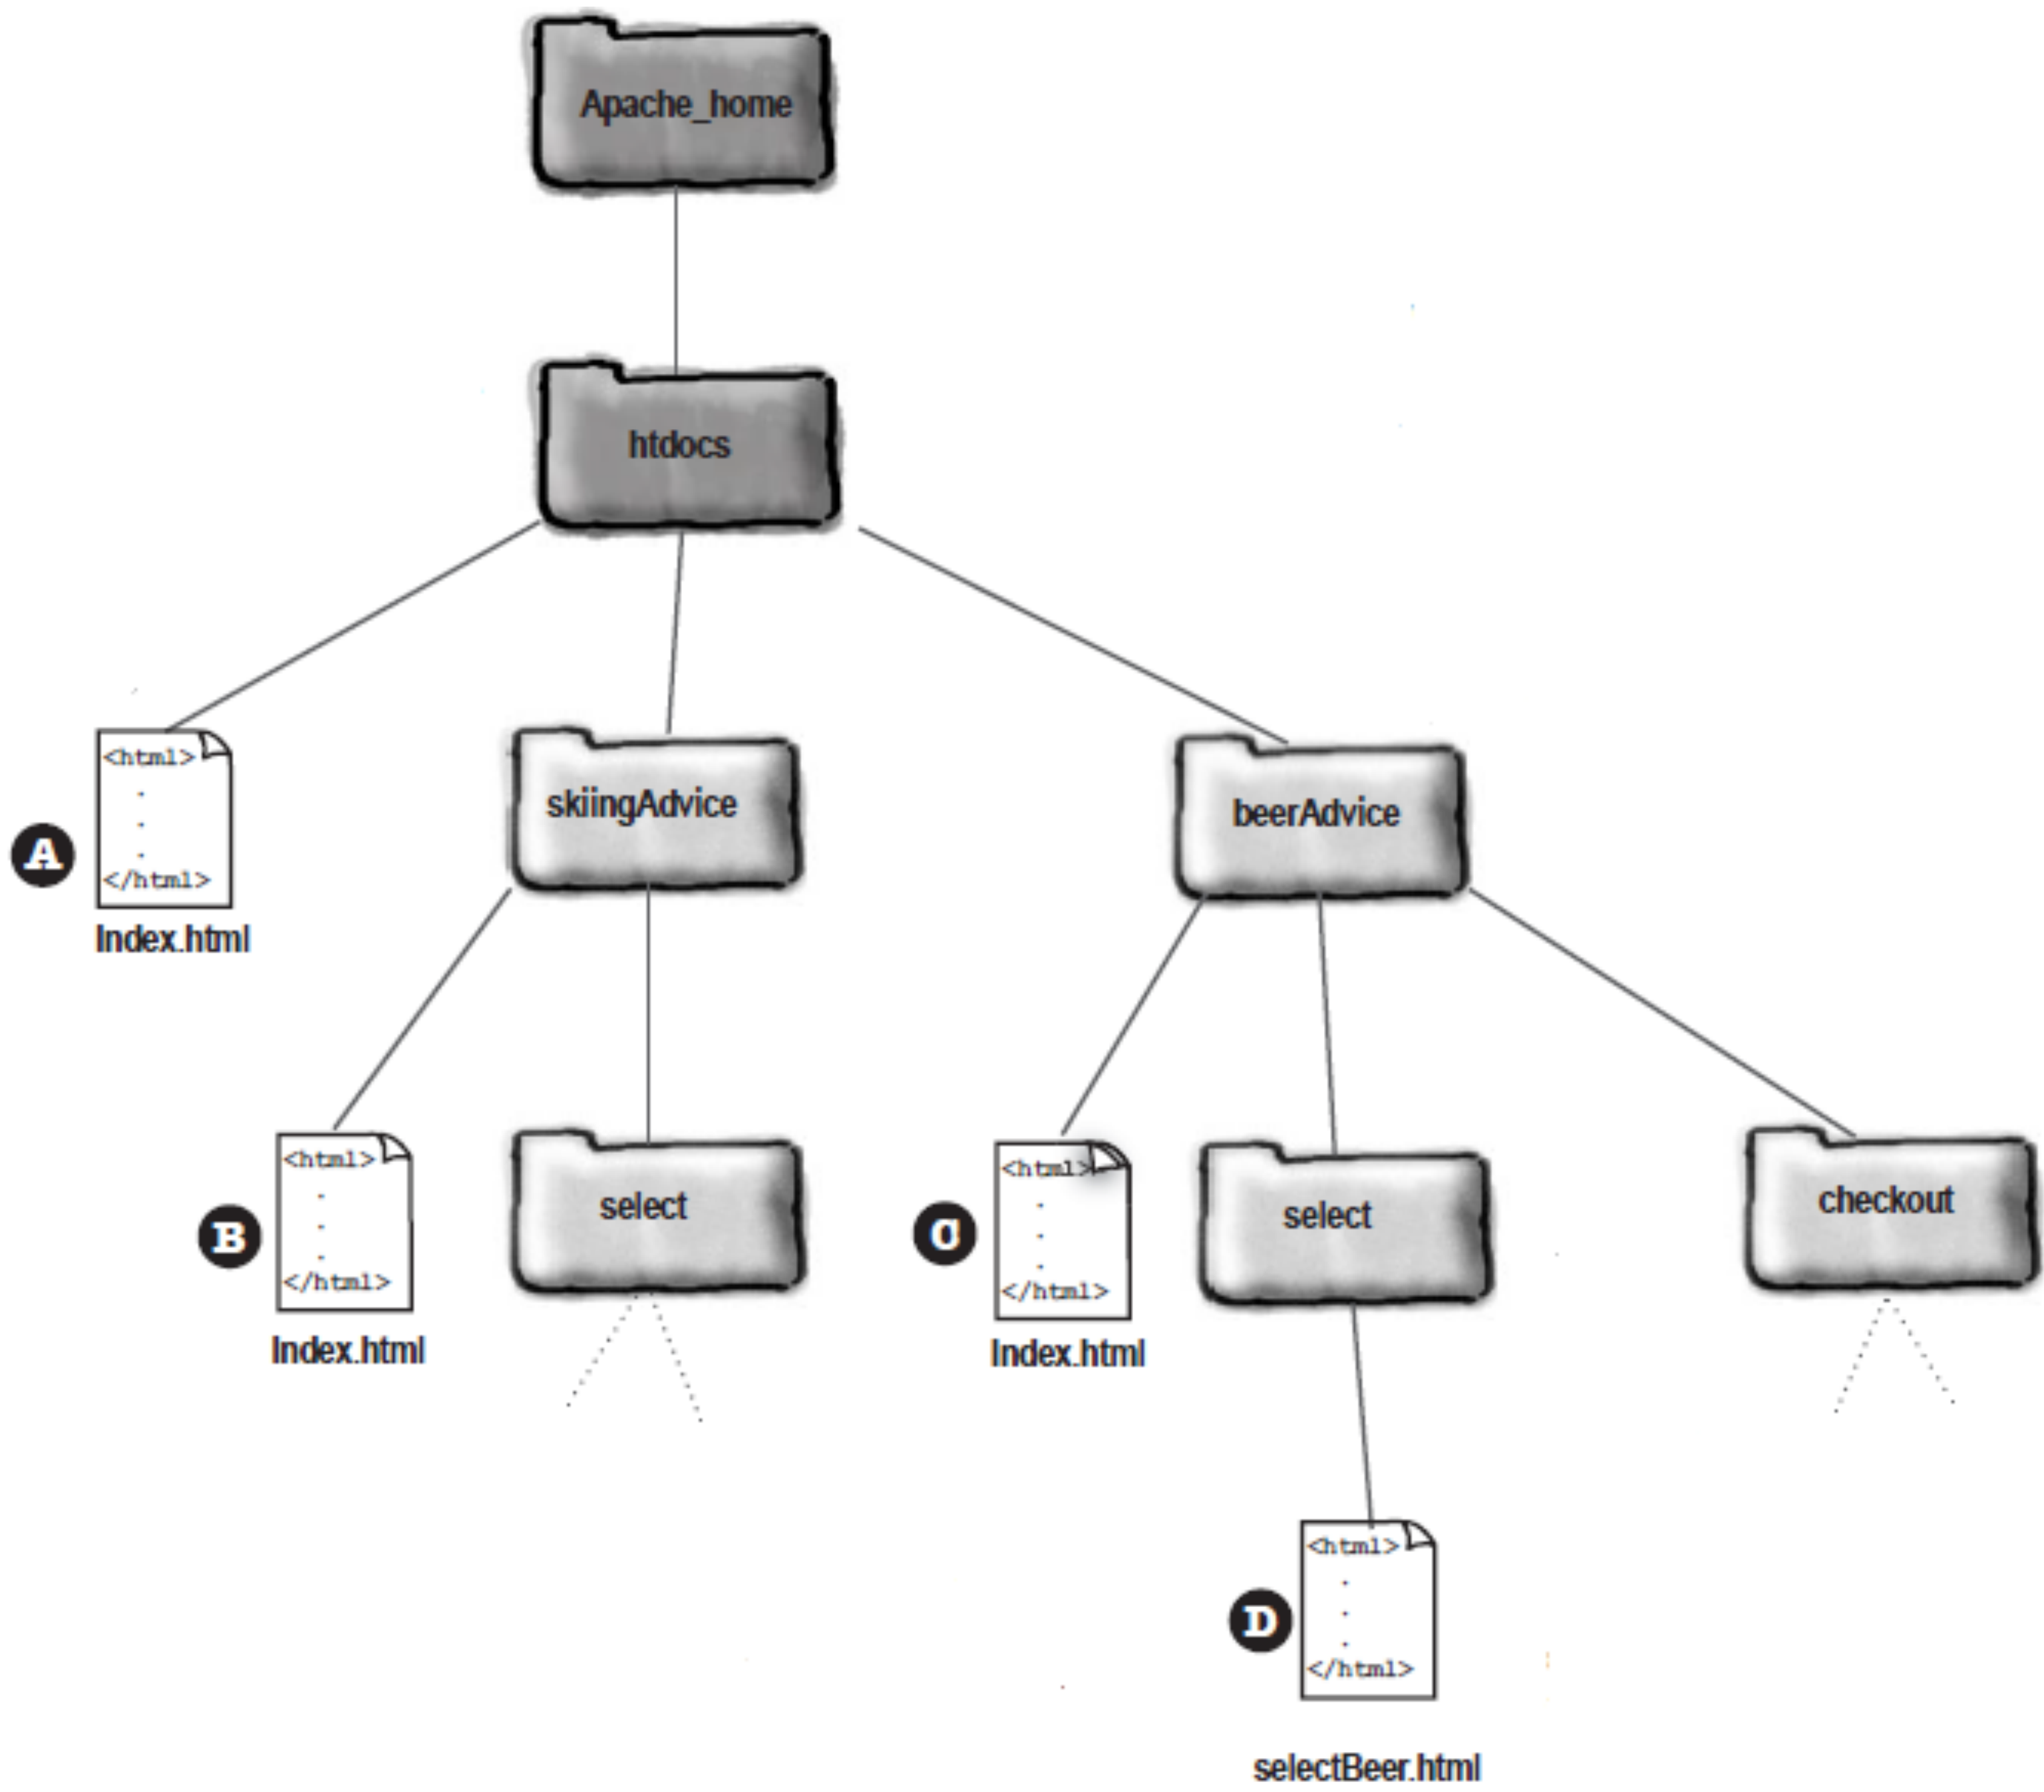 Apache_home
htdocs
<html>
.
.
.
</html>
A
Index.html
skiingAdvice
beerAdvice
<html>
.
.
.
</html>
B
Index.html
select
<html>
.
.
.
</html>
C
Index.html
select
checkout
<html>
.
.
.
</html>
D
selectBeer.html